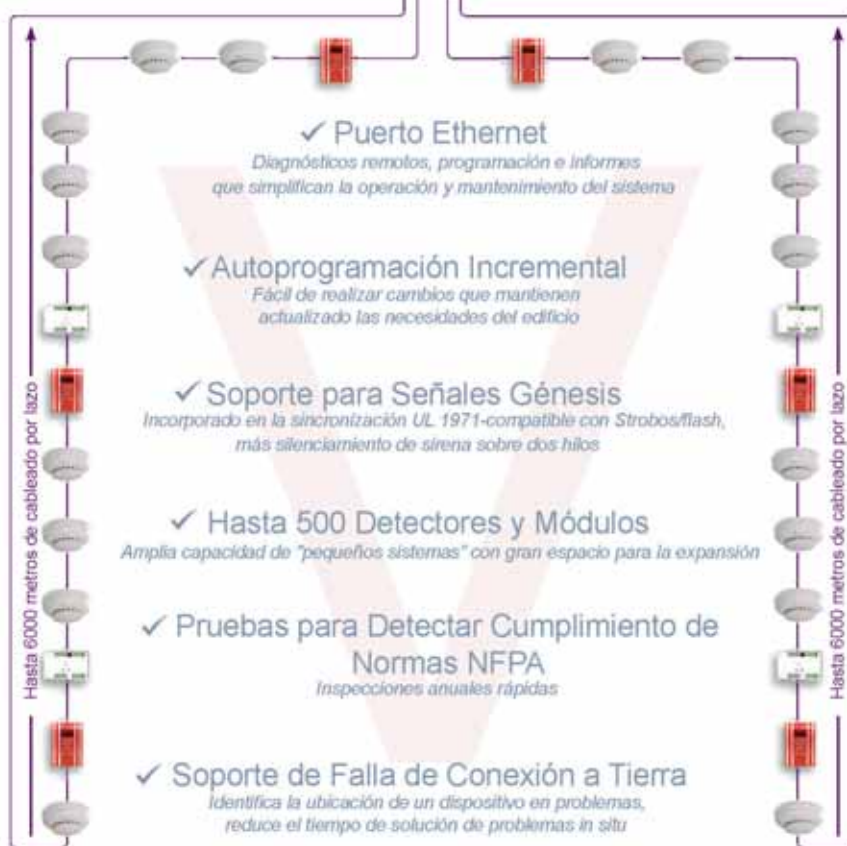 ✓ Puerto Ethernet
Diagnósticos remotos, programación e informes
que simplifican la operación y mantenimiento del sistema
✓ Autoprogramación Incremental
Fácil de realizar cambios que mantienen
actualizado las necesidades del edificio
✓ Soporte para Señales Génesis
Incorporado en la sincronización UL 1971-compatible con Strobos/flash,
más silenciamiento de sirena sobre dos hilos
✓ Hasta 500 Detectores y Módulos
Amplia capacidad de "pequeños sistemas" con gran espacio para la expansión
✓ Pruebas para Detectar Cumplimiento de
Normas NFPA
Inspecciones anuales rápidas
✓ Soporte de Falla de Conexión a Tierra
Identifica la ubicación de un dispositivo en problemas,
reduce el tiempo de solución de problemas in situ
Hasta 6000 metros de cableado por lazo
Hasta 6000 metros de cableado por lazo